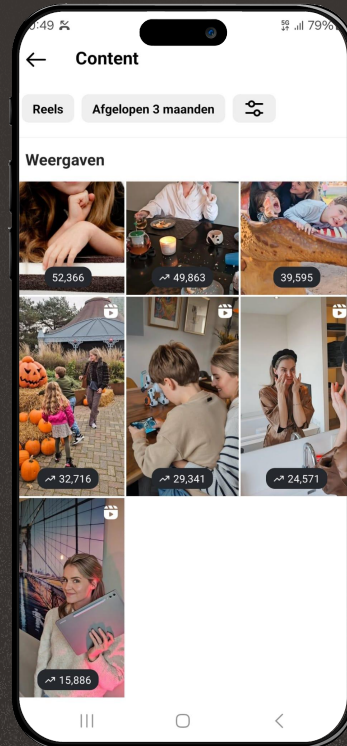 :49
5G
79%
Content
Reels
Afgelopen 3 maanden
Weergaven
52,366
49,863
39,595
32,716
29,341
24,571
15,886